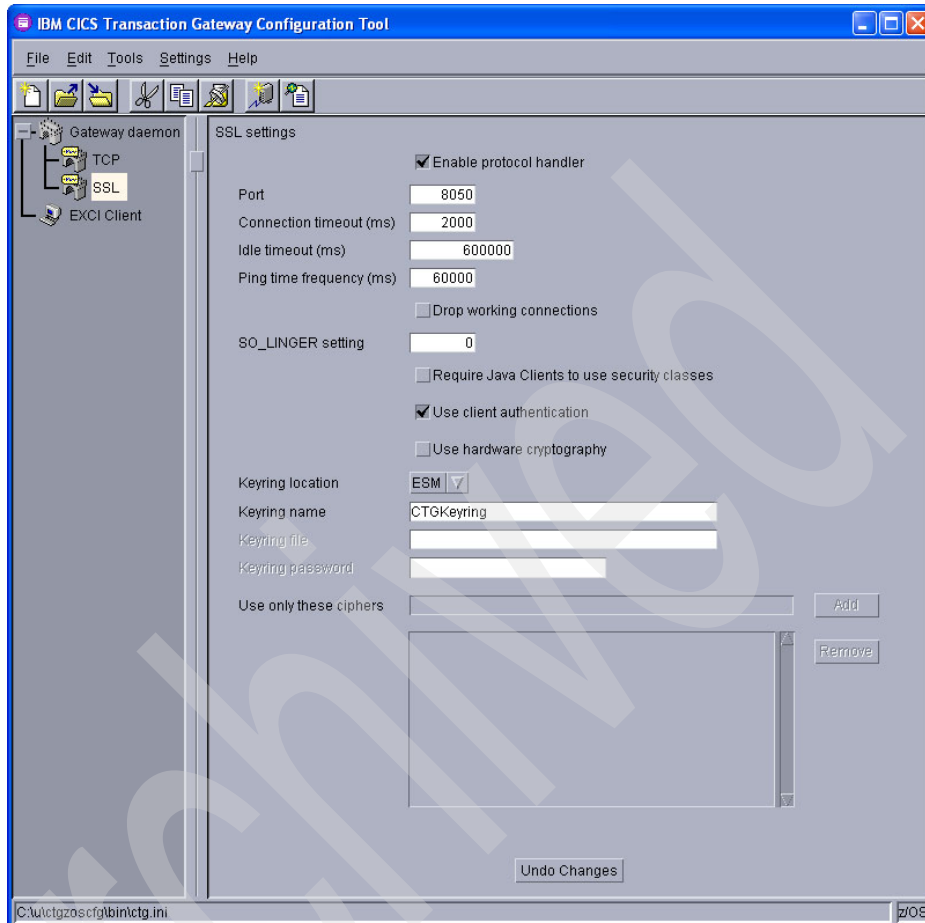 IBM CICS Transaction Gateway Configuration Tool
File Edit Tools Settings Help
Gateway daemon
TCP
SSL
EXCI Client
SSL settings
Enable protocol handler
Port 8050
Connection timeout (ms) 2000
Idle timeout (ms) 600000
Ping time frequency (ms) 60000
Drop working connections
SO_LINGER setting 0
Require Java Clients to use security classes
Use client authentication
Use hardware cryptography
Keyring location ESM
Keyring name CTGKeyring
Keyring file
Keyring password
Use only these ciphers Add
Remove
Undo Changes
C:\u\ctgzoscfg\bin\ctg.ini z/OS